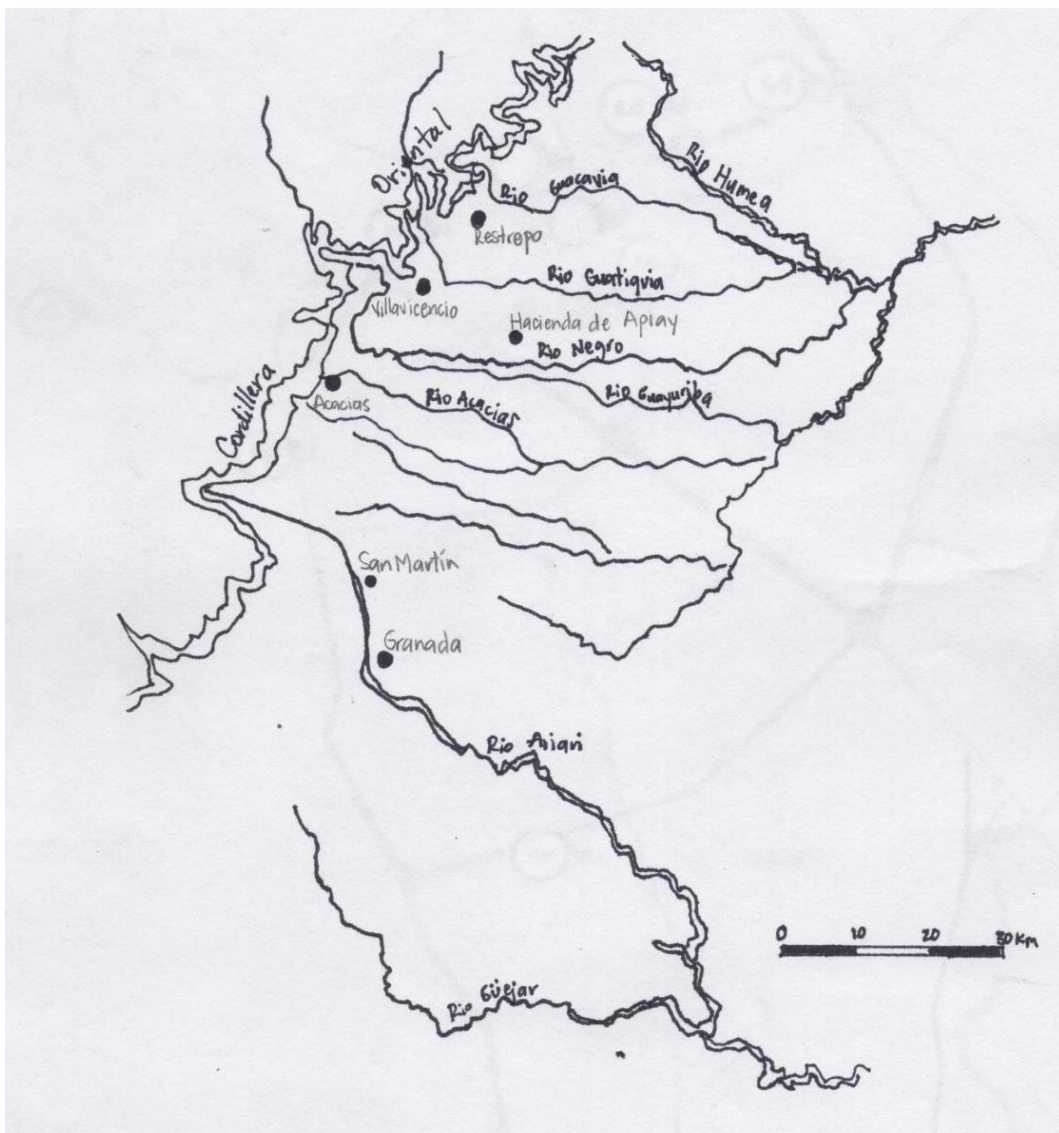 Oriental
Rio Guacavia
Rio Humea
Restrepo
Rio Guatiquia
Villavicencio
Hacienda de Apiay
Rio Negro
Cordillera
Acacias
Rio Acacias
Rio Guayuriba
San Martín
Granada
Rio Ariari
0 10 20 30 Km
Rio Güejar